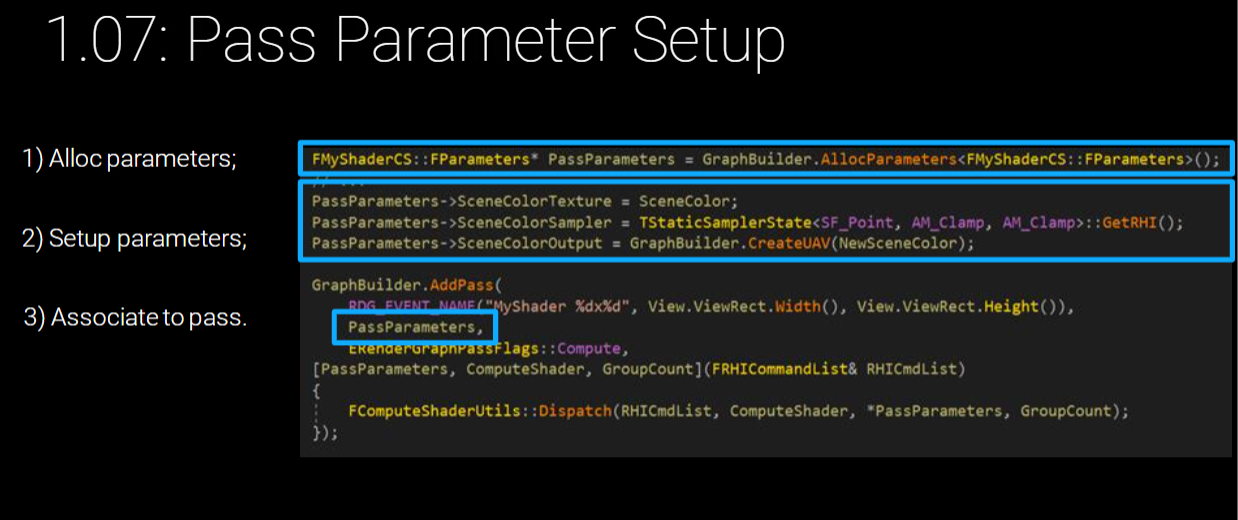 1.07: Pass Parameter Setup
1) Alloc parameters;
2) Setup parameters;
3) Associate to pass.
FMyShaderCS::FParameters* PassParameters = GraphBuilder.AllocParameters<FMyShaderCS::FParameters>();
// ...
PassParameters->SceneColorTexture = SceneColor;
PassParameters->SceneColorSampler = TStaticSamplerState<SF_Point, AM_Clamp, AM_Clamp>::GetRHI();
PassParameters->SceneColorOutput = GraphBuilder.CreateUAV(NewSceneColor);
GraphBuilder.AddPass(
RDG_EVENT_NAME("MyShader %dx%d", View.ViewRect.Width(), View.ViewRect.Height()),
PassParameters,
ERenderGraphPassFlags::Compute,
[PassParameters, ComputeShader, GroupCount](FRHICommandList& RHICmdList)
{
FComputeShaderUtils::Dispatch(RHICmdList, ComputeShader, *PassParameters, GroupCount);
});